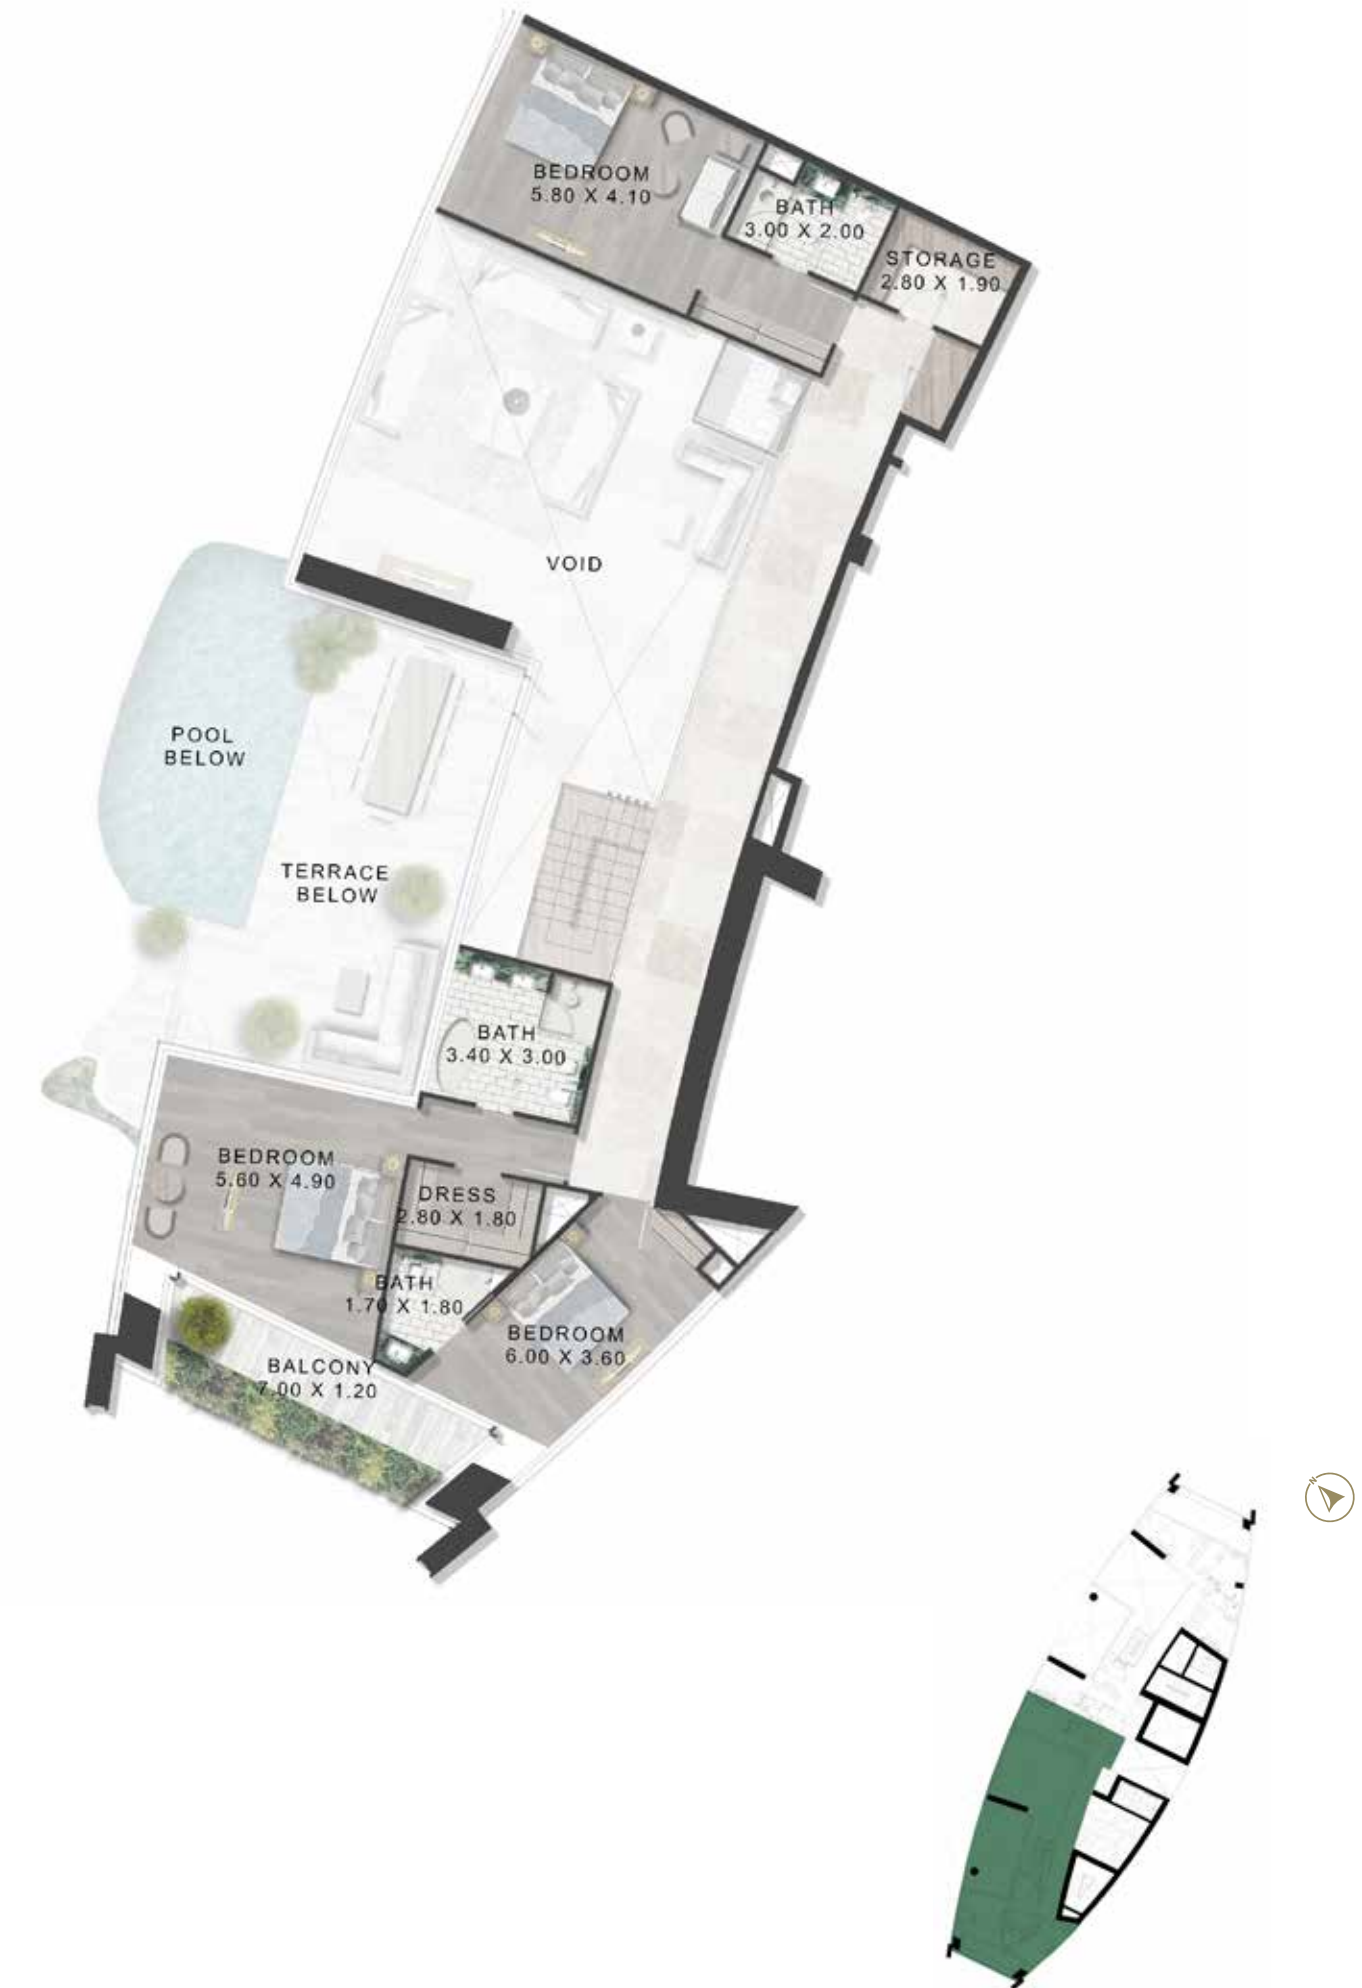 BEDROOM
5.80 X 4.10
BATH
3.00 X 2.00
STORAGE
2.80 X 1.90
VOID
POOL
BELOW
TERRACE
BELOW
BATH
3.40 X 3.00
BEDROOM
5.60 X 4.90
DRESS
2.80 X 1.80
BATH
1.70 X 1.80
BEDROOM
6.00 X 3.60
BALCONY
7.00 X 1.20
N